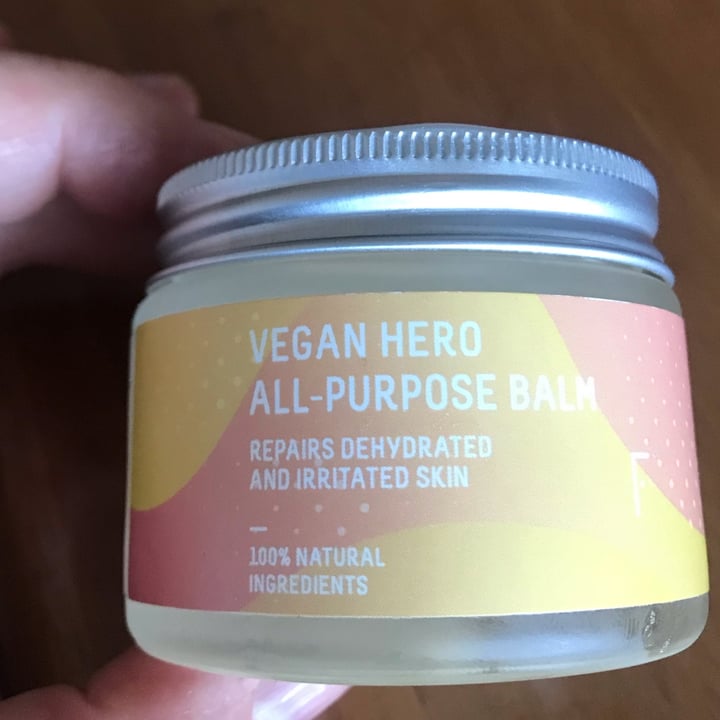 VEGAN HERO
ALL-PURPOSE BALM
REPAIRS DEHYDRATED
AND IRRITATED SKIN
100% NATURAL
INGREDIENTS